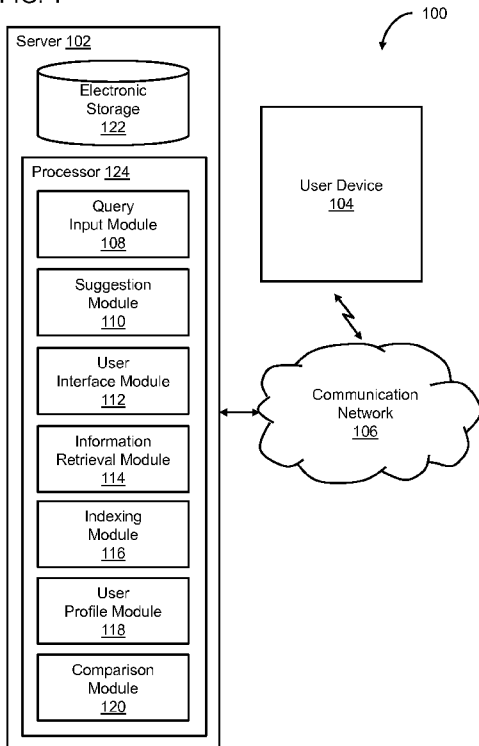 100
Server 102
Electronic
Storage
122
Processor 124
Query
Input Module
108
Suggestion
Module
110
User
Interface Module
112
Information
Retrieval Module
114
Indexing
Module
116
User
Profile Module
118
Comparison
Module
120
User Device
104
Communication
Network
106